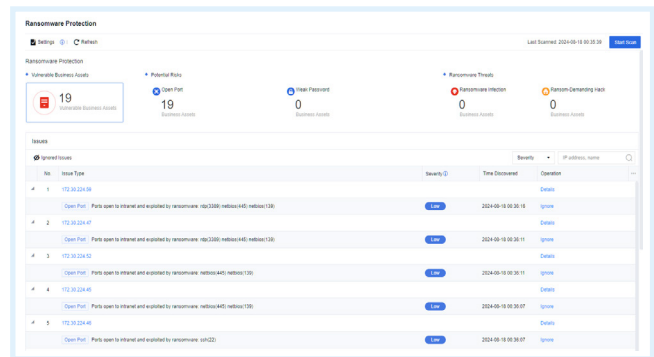 Ransomware Protection
Settings Refresh Last Scanned: 2024-06-18 00:35:39 Start Scan
Ransomware Protection
Vulnerable Business Assets Potential Risks Ransomware Threats
19 Vulnerable Business Assets
Open Port 19 Business Assets
Weak Password 0 Business Assets
Ransomware Infection 0 Business Assets
Ransom-Demanding Hack 0 Business Assets
Issues
Ignored Issues Severity IP address, name
No. Issue Type Severity Time Discovered Operation
1 Details
Open Port Ports open to intranet and exploited by ransomware: rdp(3389) netbios(445) netbios(139) Low 2024-06-18 00:36:18 Ignore
2 172.30.224.47 Details
Open Port Ports open to intranet and exploited by ransomware: rdp(3389) netbios(445) netbios(139) Low 2024-06-18 00:36:11 Ignore
3 172.30.224.52 Details
Open Port Ports open to intranet and exploited by ransomware: netbios(445) netbios(139) Low 2024-06-18 00:36:11 Ignore
4 172.30.224.45 Details
Open Port Ports open to intranet and exploited by ransomware: netbios(445) netbios(139) Low 2024-06-18 00:36:07 Ignore
5 Details
Open Port Ports open to intranet and exploited by ransomware: ssh(22) Low 2024-06-18 00:36:07 Ignore